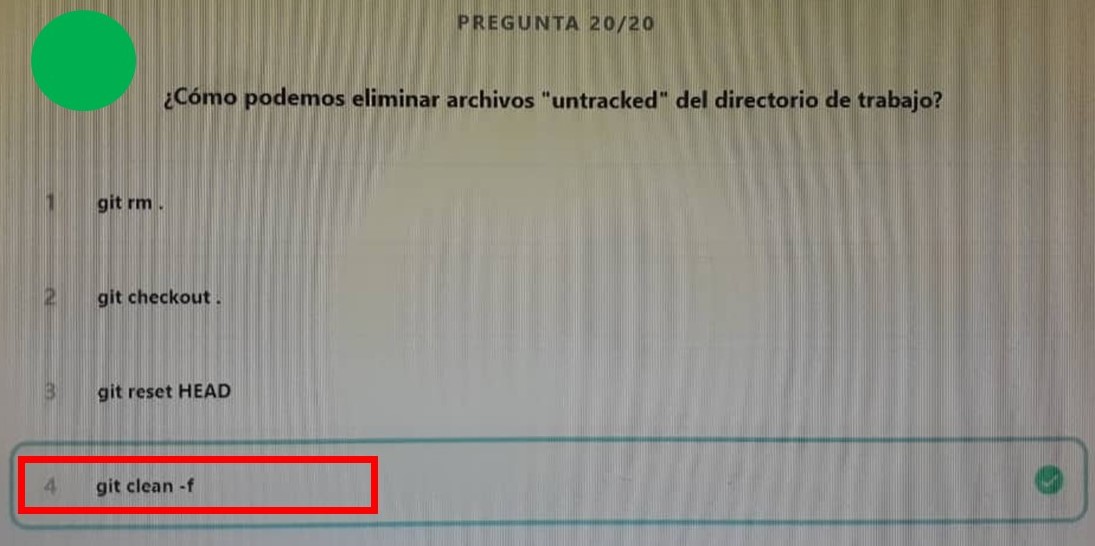 PREGUNTA 20/20
¿Cómo podemos eliminar archivos "untracked" del directorio de trabajo?
1 git rm .
2 git checkout .
3 git reset HEAD
4 git clean -f